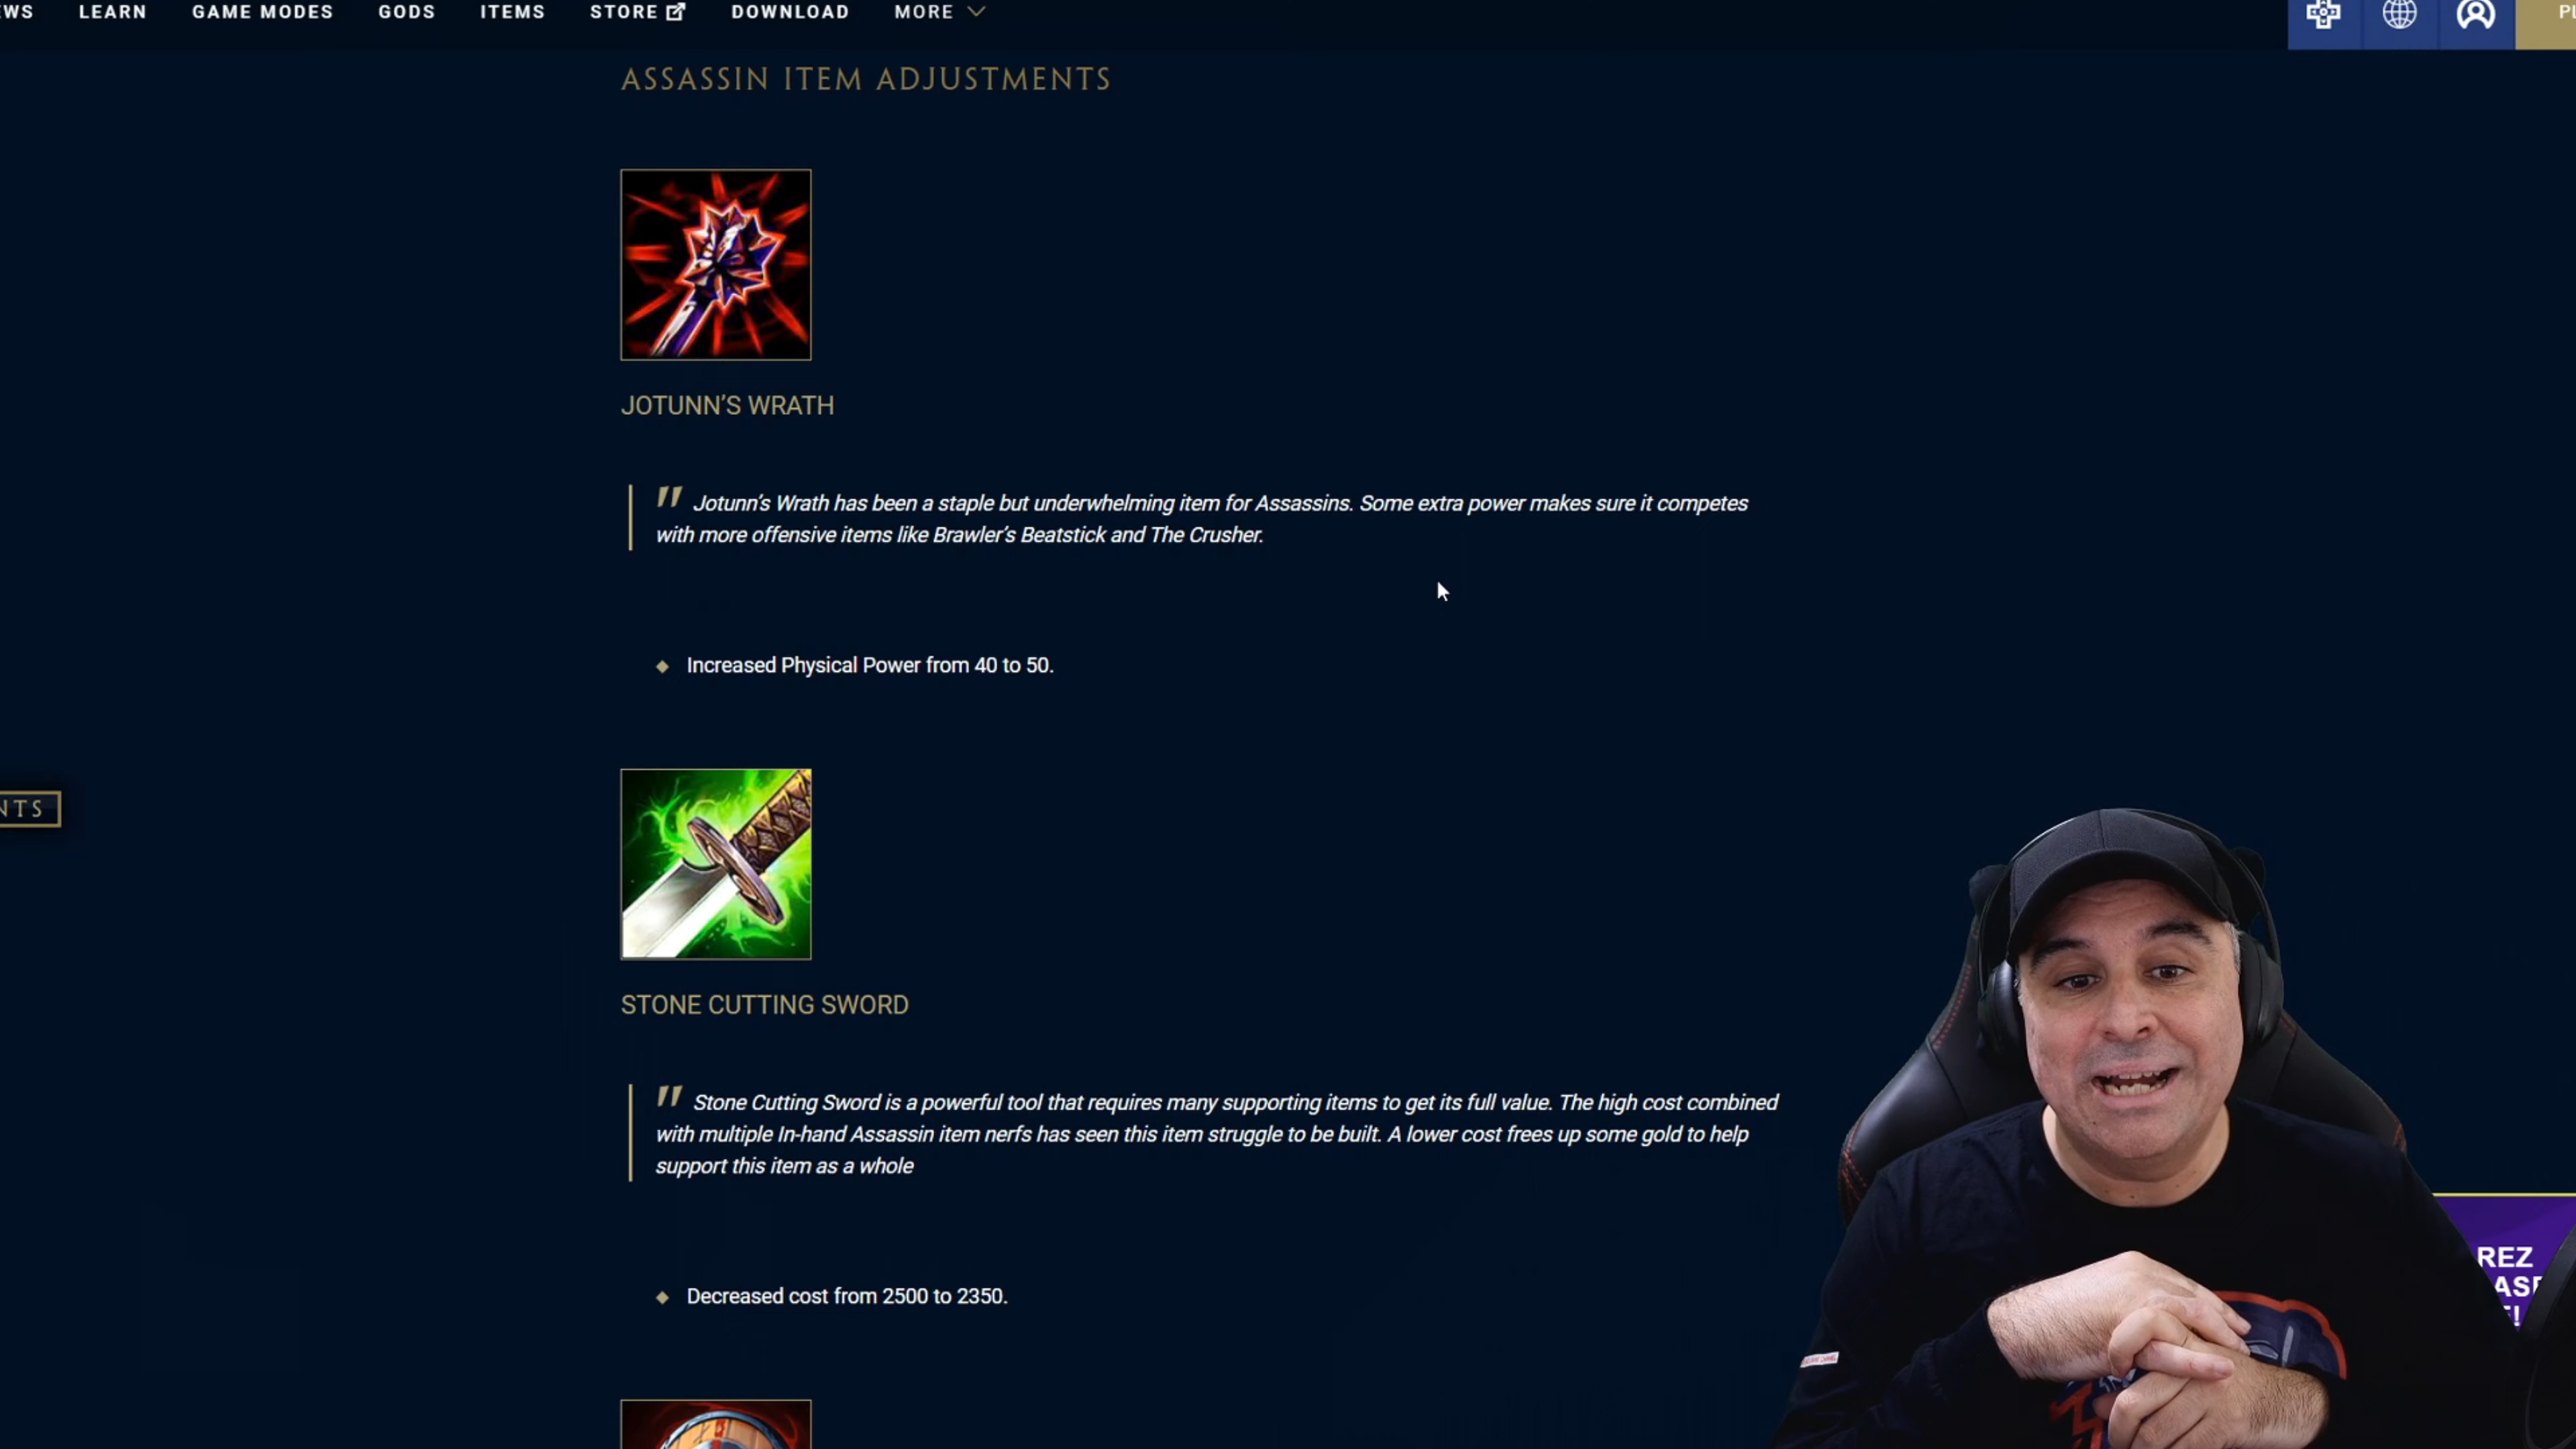 LEARN GAME MODES GODS ITEMS STORE DOWNLOAD MORE
ASSASSIN ITEM ADJUSTMENTS
JOTUNN'S WRATH
" Jotunn's Wrath has been a staple but underwhelming item for Assassins. Some extra power makes sure it competes
with more offensive items like Brawler's Beatstick and The Crusher.
Increased Physical Power from 40 to 50.
NTS
STONE CUTTING SWORD
" Stone Cutting Sword is a powerful tool that requires many supporting items to get its full value. The high cost combined
with multiple In-hand Assassin item nerfs has seen this item struggle to be built. A lower cost frees up some gold to help
support this item as a whole
REZ
Decreased cost from 2500 to 2350.